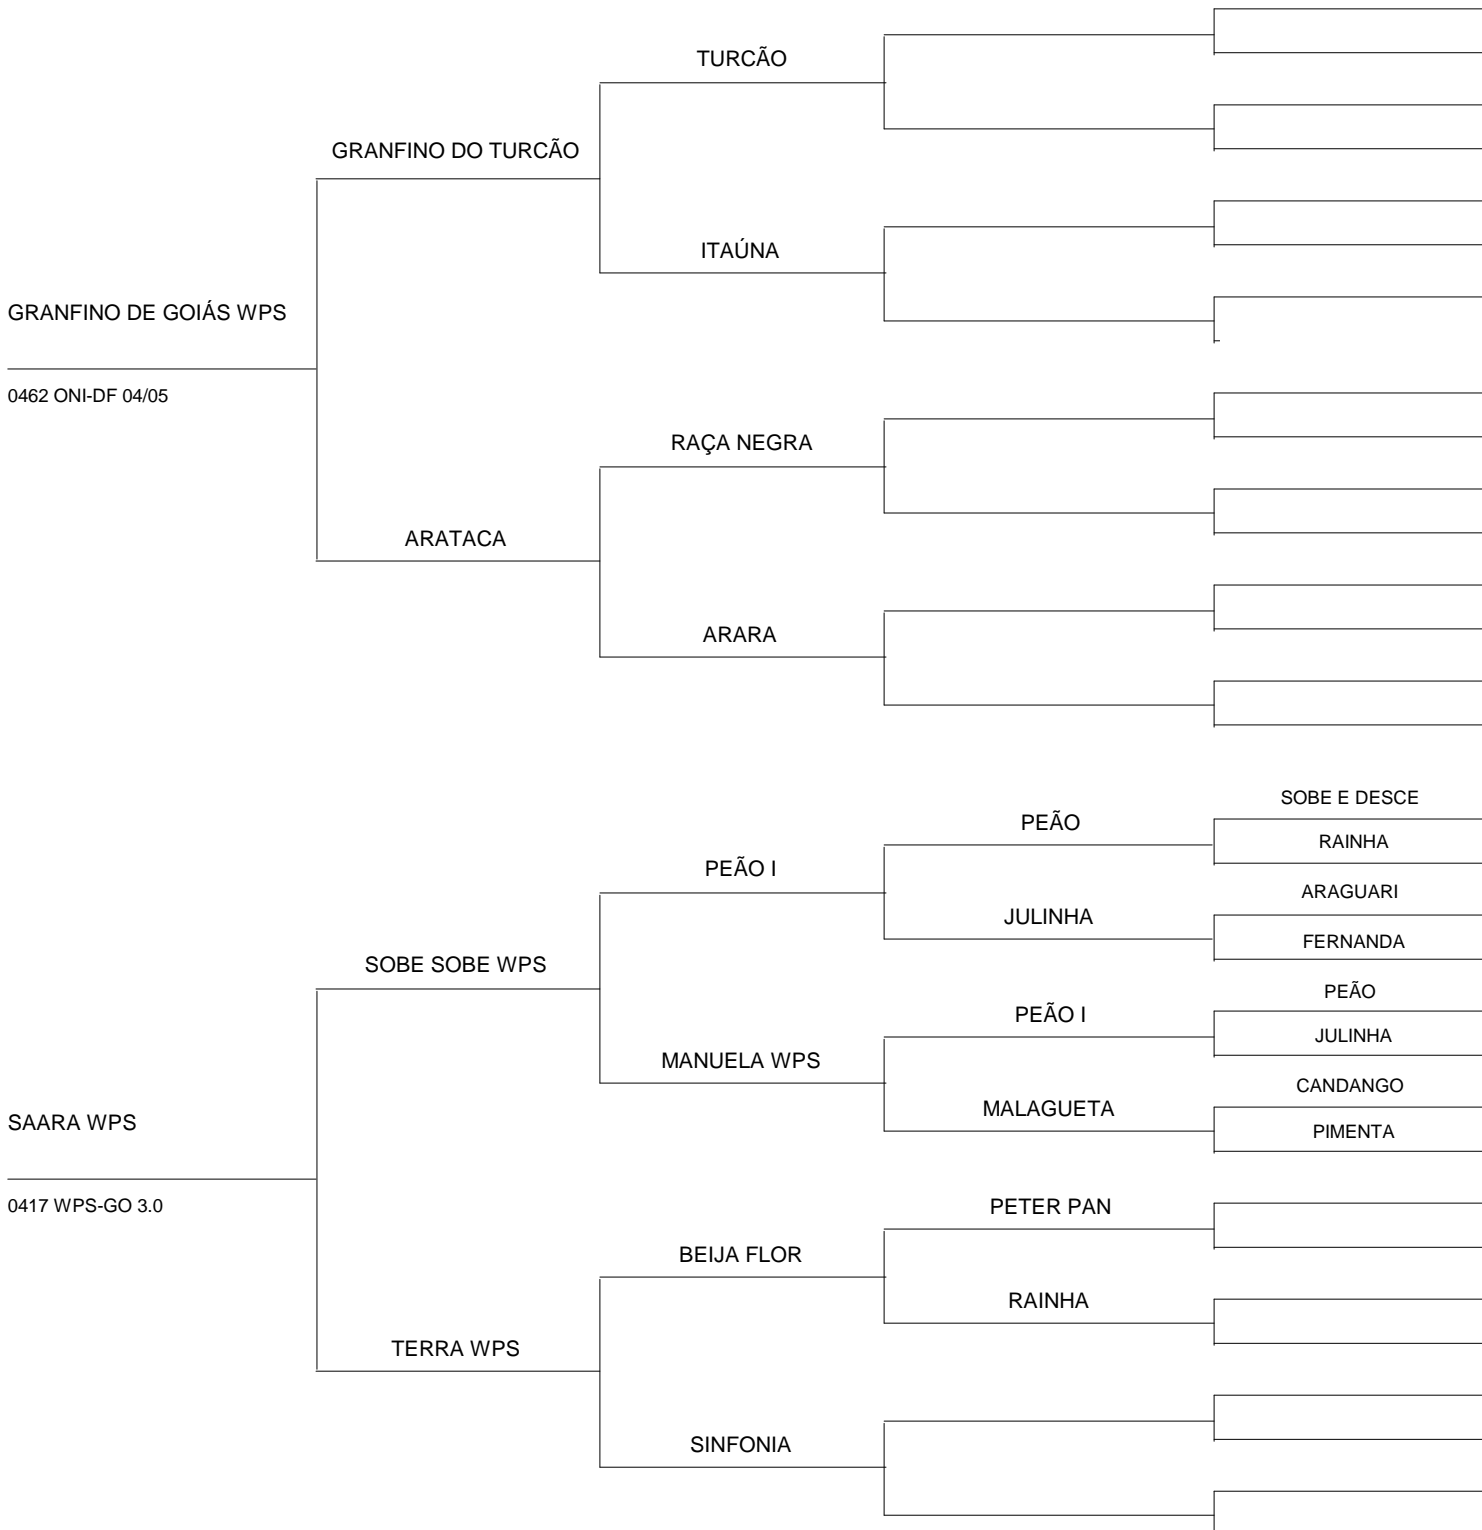 TURCÃO
GRANFINO DO TURCÃO
ITAÚNA
GRANFINO DE GOIÁS WPS
0462 ONI-DF 04/05
RAÇA NEGRA
ARATACA
ARARA
SOBE E DESCE
PEÃO
RAINHA
PEÃO I
ARAGUARI
JULINHA
FERNANDA
SOBE SOBE WPS
PEÃO
PEÃO I
JULINHA
MANUELA WPS
CANDANGO
MALAGUETA
PIMENTA
SAARA WPS
0417 WPS-GO 3.0
PETER PAN
BEIJA FLOR
RAINHA
TERRA WPS
SINFONIA